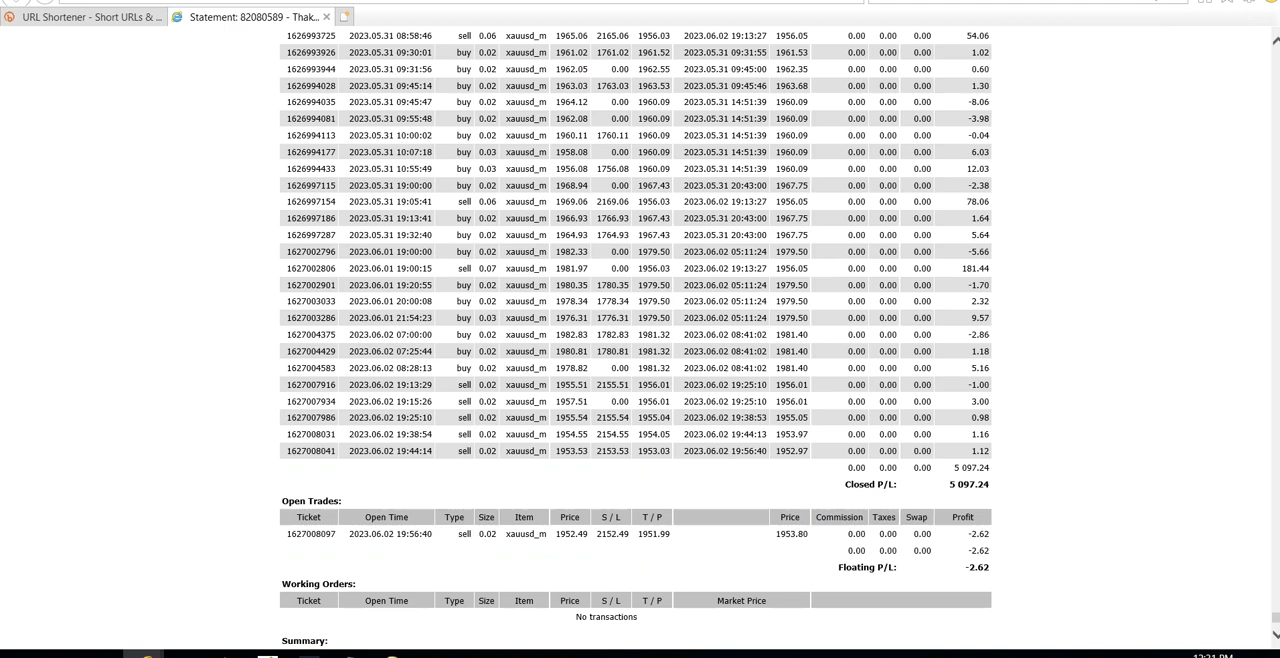 URL Shortener - Short URLs & ...
Statement: 82080589 - Thak...
1626993725 2023.05.31 08:58:46 sell 0.06 xauusd_m 1965.06 2165.06 1956.03 2023.06.02 19:13:27 1956.05 0.00 0.00 0.00 54.06
1626993926 2023.05.31 09:30:01 buy 0.02 xauusd_m 1961.02 1761.02 1961.52 2023.05.31 09:31:55 1961.53 0.00 0.00 0.00 1.02
1626993944 2023.05.31 09:31:56 buy 0.02 xauusd_m 1962.05 0.00 1962.55 2023.05.31 09:45:00 1962.35 0.00 0.00 0.00 0.60
1626994028 2023.05.31 09:45:14 buy 0.02 xauusd_m 1963.03 1763.03 1963.53 2023.05.31 09:45:46 1963.68 0.00 0.00 0.00 1.30
1626994035 2023.05.31 09:45:47 buy 0.02 xauusd_m 1964.12 0.00 1960.09 2023.05.31 14:51:39 1960.09 0.00 0.00 0.00 -8.06
1626994081 2023.05.31 09:55:48 buy 0.02 xauusd_m 1962.08 0.00 1960.09 2023.05.31 14:51:39 1960.09 0.00 0.00 0.00 -3.98
1626994113 2023.05.31 10:00:02 buy 0.02 xauusd_m 1960.11 1760.11 1960.09 2023.05.31 14:51:39 1960.09 0.00 0.00 0.00 -0.04
1626994177 2023.05.31 10:07:18 buy 0.03 xauusd_m 1958.08 0.00 1960.09 2023.05.31 14:51:39 1960.09 0.00 0.00 0.00 6.03
1626994433 2023.05.31 10:55:49 buy 0.03 xauusd_m 1956.08 1756.08 1960.09 2023.05.31 14:51:39 1960.09 0.00 0.00 0.00 12.03
1626997115 2023.05.31 19:00:00 buy 0.02 xauusd_m 1968.94 0.00 1967.43 2023.05.31 20:43:00 1967.75 0.00 0.00 0.00 -2.38
1626997154 2023.05.31 19:05:41 sell 0.06 xauusd_m 1969.06 2169.06 1956.03 2023.06.02 19:13:27 1956.05 0.00 0.00 0.00 78.06
1626997186 2023.05.31 19:13:41 buy 0.02 xauusd_m 1966.93 1766.93 1967.43 2023.05.31 20:43:00 1967.75 0.00 0.00 0.00 1.64
1626997287 2023.05.31 19:32:40 buy 0.02 xauusd_m 1964.93 1764.93 1967.43 2023.05.31 20:43:00 1967.75 0.00 0.00 0.00 5.64
1627002796 2023.06.01 19:00:00 buy 0.02 xauusd_m 1982.33 0.00 1979.50 2023.06.02 05:11:24 1979.50 0.00 0.00 0.00 -5.66
1627002806 2023.06.01 19:00:15 sell 0.07 xauusd_m 1981.97 0.00 1956.03 2023.06.02 19:13:27 1956.05 0.00 0.00 0.00 181.44
1627002901 2023.06.01 19:20:55 buy 0.02 xauusd_m 1980.35 1780.35 1979.50 2023.06.02 05:11:24 1979.50 0.00 0.00 0.00 -1.70
1627003033 2023.06.01 20:00:08 buy 0.02 xauusd_m 1978.34 1778.34 1979.50 2023.06.02 05:11:24 1979.50 0.00 0.00 0.00 2.32
1627003286 2023.06.01 21:54:23 buy 0.03 xauusd_m 1976.31 1776.31 1979.50 2023.06.02 05:11:24 1979.50 0.00 0.00 0.00 9.57
1627004375 2023.06.02 07:00:00 buy 0.02 xauusd_m 1982.83 1782.83 1981.32 2023.06.02 08:41:02 1981.40 0.00 0.00 0.00 -2.86
1627004429 2023.06.02 07:25:44 buy 0.02 xauusd_m 1980.81 1780.81 1981.32 2023.06.02 08:41:02 1981.40 0.00 0.00 0.00 1.18
1627004583 2023.06.02 08:28:13 buy 0.02 xauusd_m 1978.82 0.00 1981.32 2023.06.02 08:41:02 1981.40 0.00 0.00 0.00 5.16
1627007916 2023.06.02 19:13:29 sell 0.02 xauusd_m 1955.51 2155.51 1956.01 2023.06.02 19:25:10 1956.01 0.00 0.00 0.00 -1.00
1627007934 2023.06.02 19:15:26 sell 0.02 xauusd_m 1957.51 0.00 1956.01 2023.06.02 19:25:10 1956.01 0.00 0.00 0.00 3.00
1627007986 2023.06.02 19:25:10 sell 0.02 xauusd_m 1955.54 2155.54 1955.04 2023.06.02 19:38:53 1955.05 0.00 0.00 0.00 0.98
1627008031 2023.06.02 19:38:54 sell 0.02 xauusd_m 1954.55 2154.55 1954.05 2023.06.02 19:44:13 1953.97 0.00 0.00 0.00 1.16
1627008041 2023.06.02 19:44:14 sell 0.02 xauusd_m 1953.53 2153.53 1953.03 2023.06.02 19:56:40 1952.97 0.00 0.00 0.00 1.12
0.00 0.00 0.00 5 097.24
Closed P/L: 5 097.24
Open Trades:
Ticket Open Time Type Size Item Price S / L T / P Price Commission Taxes Swap Profit
1627008097 2023.06.02 19:56:40 sell 0.02 xauusd_m 1952.49 2152.49 1951.99 1953.80 0.00 0.00 0.00 -2.62
0.00 0.00 0.00 -2.62
Floating P/L: -2.62
Working Orders:
Ticket Open Time Type Size Item Price S / L T / P Market Price
No transactions
Summary: